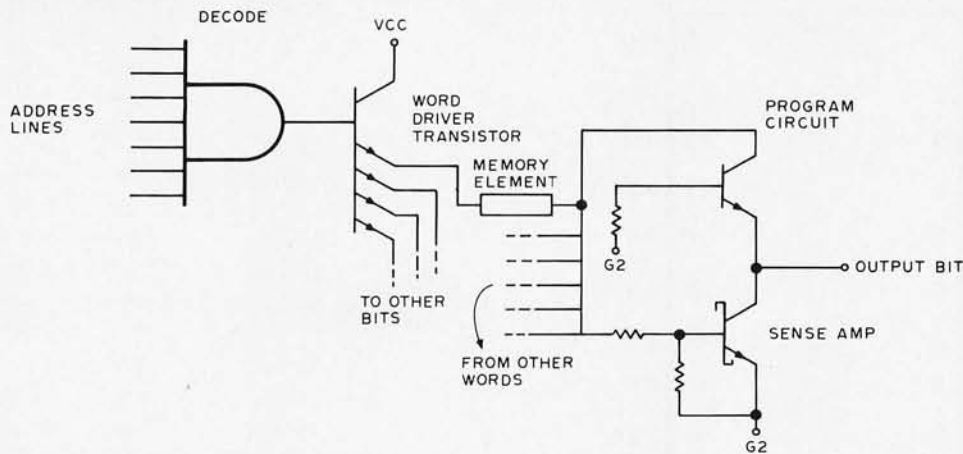 DECODE
VCC
ADDRESS
LINES
WORD
DRIVER
TRANSISTOR
MEMORY
ELEMENT
PROGRAM
CIRCUIT
G2
OUTPUT BIT
TO OTHER
BITS
SENSE AMP
FROM OTHER
WORDS
G2